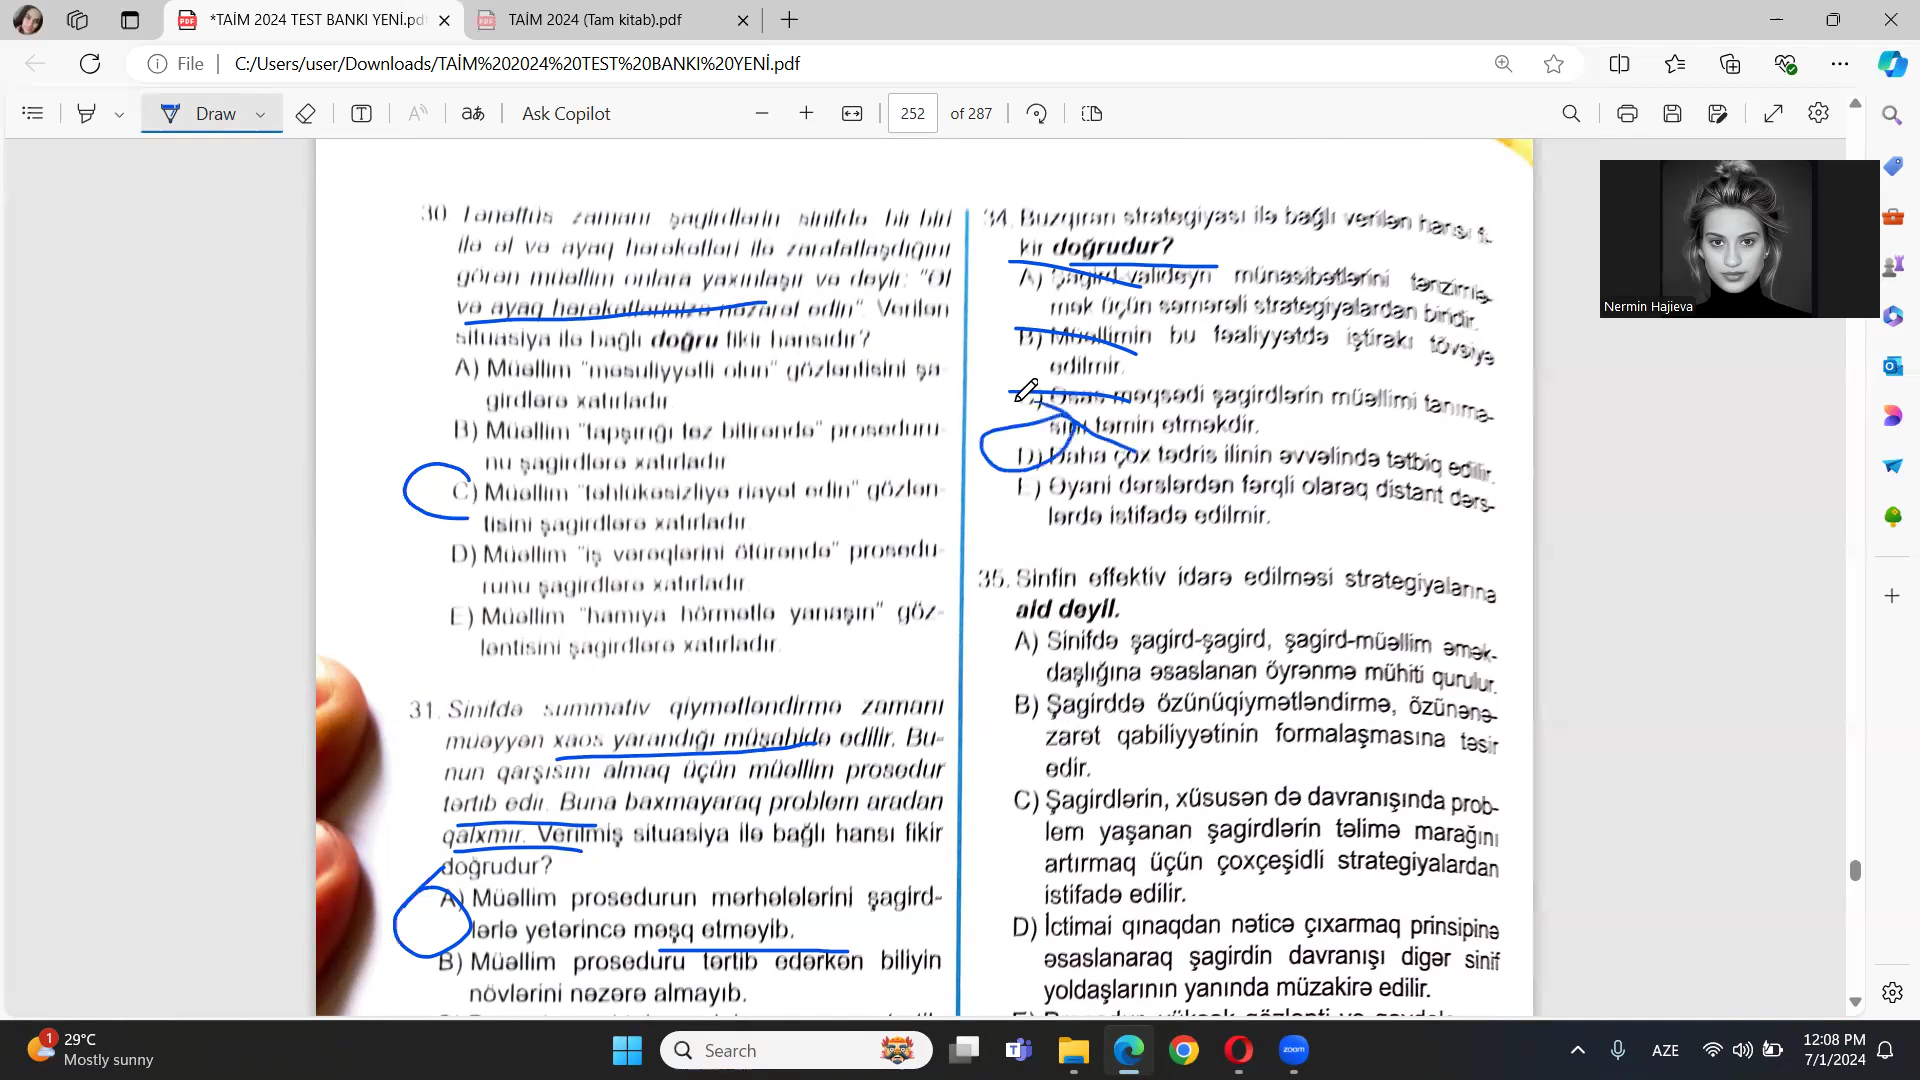 *TAİM 2024 TEST BANKI YENİ.pdf
TAİM 2024 (Tam kitab).pdf
File
C:/Users/user/Downloads/TAİM%202024%20TEST%20BANKI%20YENİ.pdf
Draw
Ask Copilot
252
of 287
30. Tənəffüs zamanı şagirdlərin sinifdə bir-biri
ilə əl və ayaq hərəkətləri ilə zarafatlaşdığını
görən müəllim onlara yaxınlaşır və deyir: "Əl
və ayaq hərəkətlərinizə nəzarət edin". Verilən
situasiya ilə bağlı doğru fikir hansıdır?
A) Müəllim "məsuliyyətli olun" gözləntisini şa-
girdlərə xatırladır.
B) Müəllim "tapşırığı tez bitirəndə" proseduru-
nu şagirdlərə xatırladır.
C) Müəllim "təhlükəsizliyə riayət edin" gözlən-
tisini şagirdlərə xatırladır.
D) Müəllim "iş vərəqlərini ötürəndə" prosedu-
runu şagirdlərə xatırladır.
E) Müəllim "hamıya hörmətlə yanaşın" göz-
ləntisini şagirdlərə xatırladır.
31. Sinifdə summativ qiymətləndirmə zamanı
müəyyən xaos yarandığı müşahidə edilir. Bu-
nun qarşısını almaq üçün müəllim prosedur
tərtib edir. Buna baxmayaraq problem aradan
qalxmır. Verilmiş situasiya ilə bağlı hansı fikir
doğrudur?
A) Müəllim prosedurun mərhələlərini şagird-
lərlə yetərincə məşq etməyib.
B) Müəllim proseduru tərtib edərkən biliyin
növlərini nəzərə almayıb.
34. Buzqıran strategiyası ilə bağlı verilən hansı fi-
kir doğrudur?
A) Şagird-valideyn münasibətlərini tənzimlə-
mək üçün səmərəli strategiyalardan biridir.
B) Müəllimin bu fəaliyyətdə iştirakı tövsiyə
edilmir.
C) Əsas məqsədi şagirdlərin müəllimi tanıma-
sını təmin etməkdir.
D) Daha çox tədris ilinin əvvəlində tətbiq edilir.
E) Əyani dərslərdən fərqli olaraq distant dərs-
lərdə istifadə edilmir.
35. Sinfin effektiv idarə edilməsi strategiyalarına
aid deyil.
A) Sinifdə şagird-şagird, şagird-müəllim əmək-
daşlığına əsaslanan öyrənmə mühiti qurulur.
B) Şagirddə özünüqiymətləndirmə, özünənə-
zarət qabiliyyətinin formalaşmasına təsir
edir.
C) Şagirdlərin, xüsusən də davranışında prob-
lem yaşanan şagirdlərin təlimə marağını
artırmaq üçün çoxçeşidli strategiyalardan
istifadə edilir.
D) İctimai qınaqdan nəticə çıxarmaq prinsipinə
əsaslanaraq şagirdin davranışı digər sinif
yoldaşlarının yanında müzakirə edilir.
Nermin Hajieva
1
29°C
Mostly sunny
Search
zoom
AZE
12:08 PM
7/1/2024